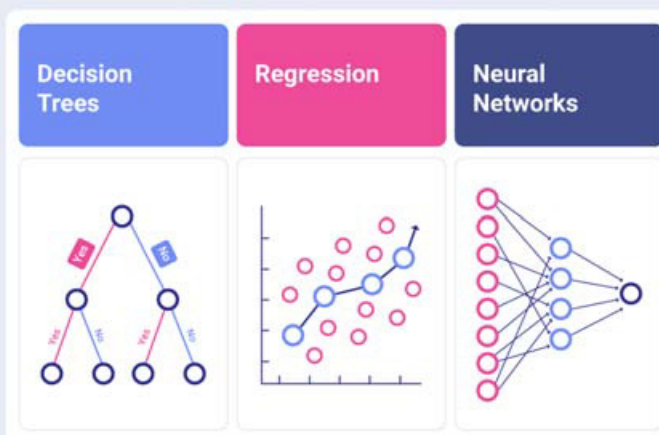 Decision
Trees
Regression
Neural
Networks
Yes
No
Yes
No
Yes
No